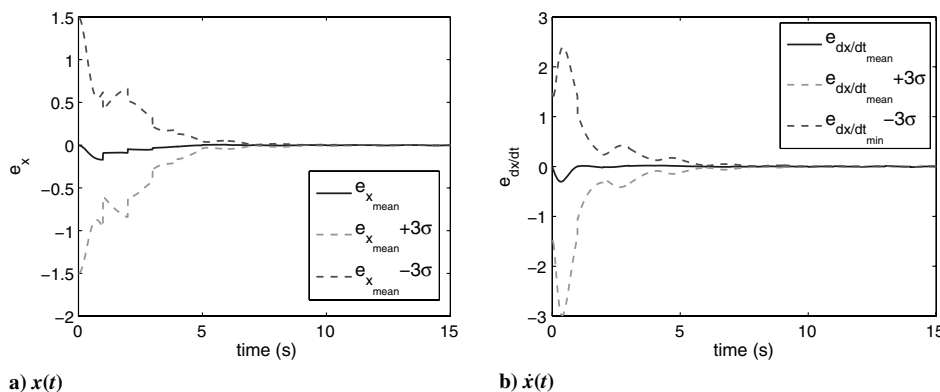 1.5
1
0.5
0
−0.5
−1
−1.5
−2
e_x
0
5
10
15
time (s)
e_x_mean
e_x_mean +3σ
e_x_mean −3σ
a) x(t)
3
2
1
0
−1
−2
−3
e_dx/dt
0
5
10
15
time (s)
e_dx/dt_mean
e_dx/dt_mean +3σ
e_dx/dt_min −3σ
b) ẋ(t)